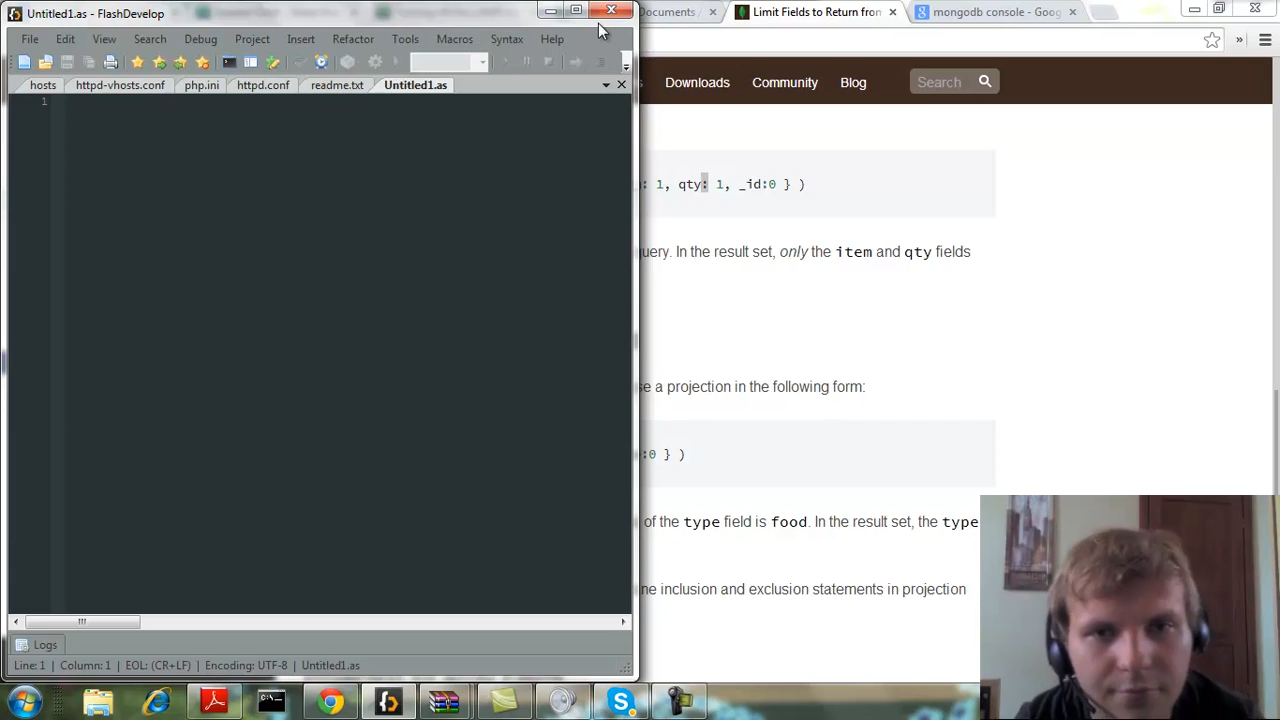 Untitled1.as - FlashDevelop
Documents /
Limit Fields to Return from
mongodb console - Goog
File Edit View Search Debug Project Insert Refactor Tools Macros Syntax Help
hosts httpd-vhosts.conf php.ini httpd.conf readme.txt Untitled1.as
Downloads Community Blog Search
1
: 1, qty: 1, _id:0 } )
query. In the result set, only the item and qty fields
e a projection in the following form:
:0 } )
of the type field is food. In the result set, the type
ne inclusion and exclusion statements in projection
Logs
Line: 1 Column: 1 EOL: (CR+LF) Encoding: UTF-8 Untitled1.as